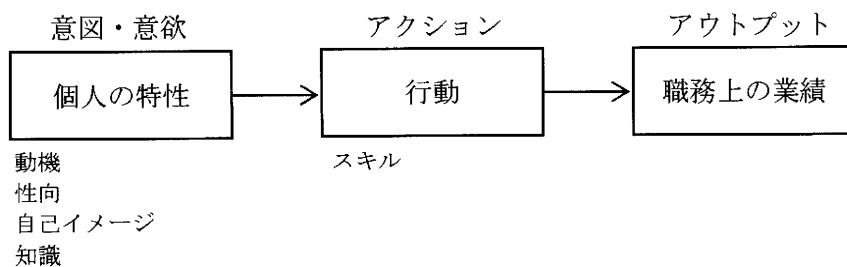 意図・意欲 アクション アウトプット
個人の特性 行動 職務上の業績
動機 スキル
性向
自己イメージ
知識